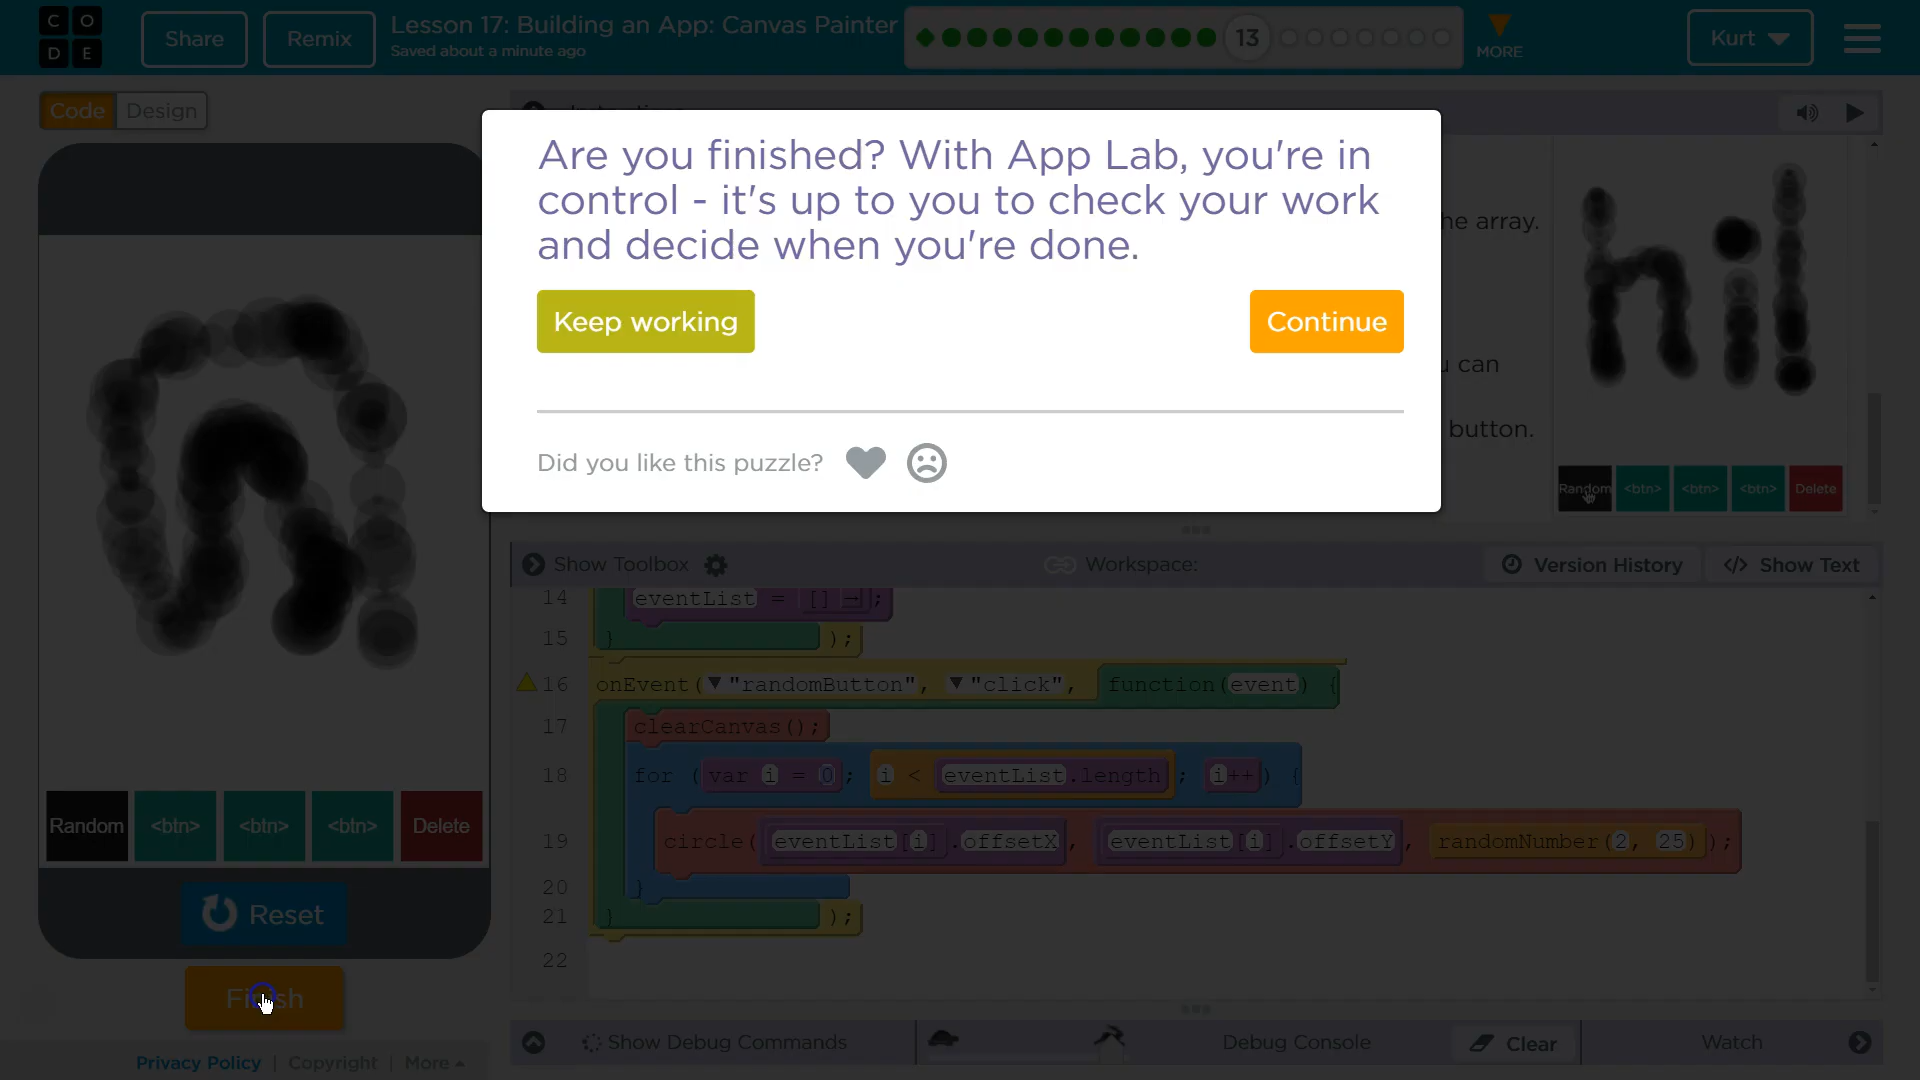 C O
D E
Share
Remix
Lesson 17: Building an App: Canvas Painter
Saved about a minute ago
13
MORE
Kurt
Code
Design
Are you finished? With App Lab, you're in
control - it's up to you to check your work
and decide when you're done.
Keep working
Continue
Did you like this puzzle?
he array.
can
button.
Random <btn> <btn> <btn> Delete
Random <btn> <btn> <btn> Delete
Reset
Finish
Show Toolbox
Workspace:
Version History
</> Show Text
14 eventList = [] ;
15 } );
16 onEvent( "randomButton", "click", function(event) {
17 clearCanvas();
18 for (var i = 0; i < eventList.length; i++) {
19 circle(eventList[i].offsetX, eventList[i].offsetY, randomNumber(2, 25));
20 }
21 } );
22
Show Debug Commands
Debug Console
Clear
Watch
Privacy Policy | Copyright | More